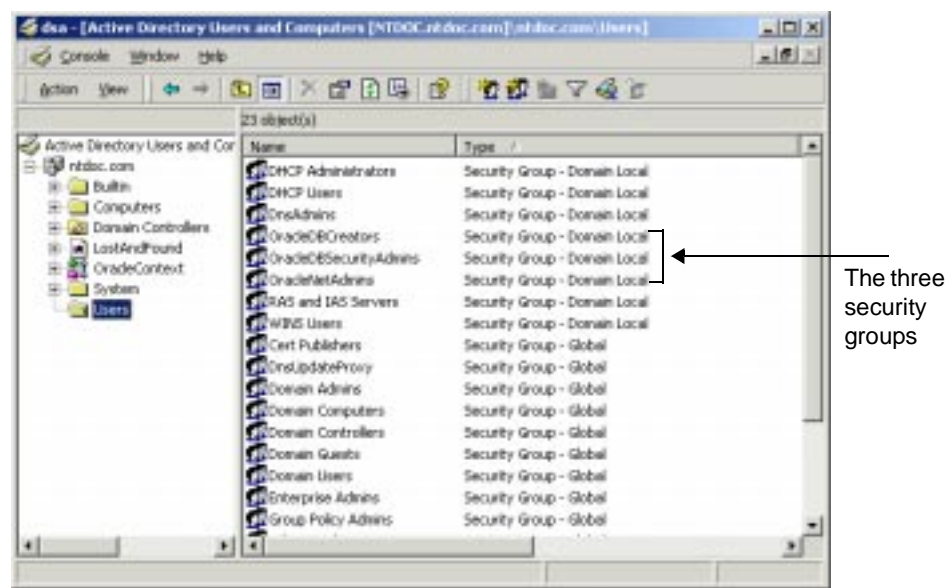 dsa - [Active Directory Users and Computers [NTDOC.ntdoc.com]\ntdoc.com\Users]
Console Window Help
Action View
23 object(s)
Active Directory Users and Cor
ntdoc.com
Builtin
Computers
Domain Controllers
LostAndFound
OracleContext
System
Users
Name Type
DHCP Administrators Security Group - Domain Local
DHCP Users Security Group - Domain Local
DnsAdmins Security Group - Domain Local
OracleDBCreators Security Group - Domain Local
OracleDBSecurityAdmins Security Group - Domain Local
OracleNetAdmins Security Group - Domain Local
RAS and IAS Servers Security Group - Domain Local
WINS Users Security Group - Domain Local
Cert Publishers Security Group - Global
DnsUpdateProxy Security Group - Global
Domain Admins Security Group - Global
Domain Computers Security Group - Global
Domain Controllers Security Group - Global
Domain Guests Security Group - Global
Domain Users Security Group - Global
Enterprise Admins Security Group - Global
Group Policy Admins Security Group - Global
The three
security
groups